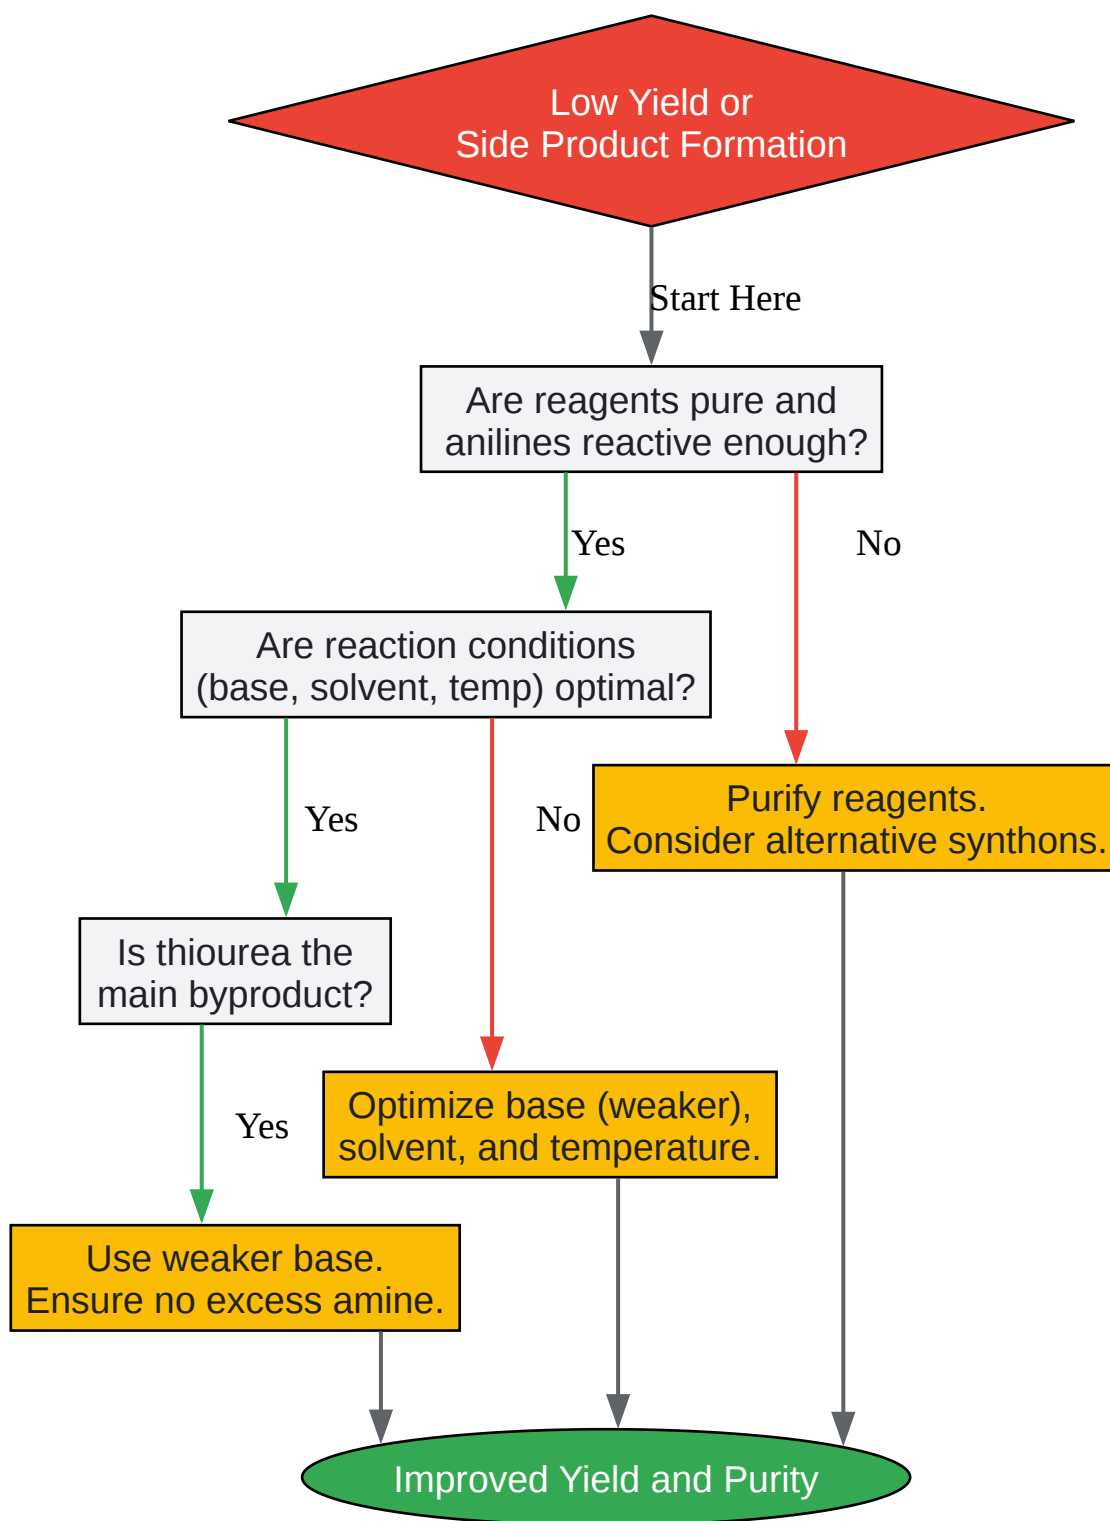 Low Yield or
Side Product Formation
Start Here
Are reagents pure and
anilines reactive enough?
Yes
No
Are reaction conditions
(base, solvent, temp) optimal?
Purify reagents.
Consider alternative synthons.
Yes
No
Is thiourea the
main byproduct?
Optimize base (weaker),
solvent, and temperature.
Yes
Use weaker base.
Ensure no excess amine.
Improved Yield and Purity